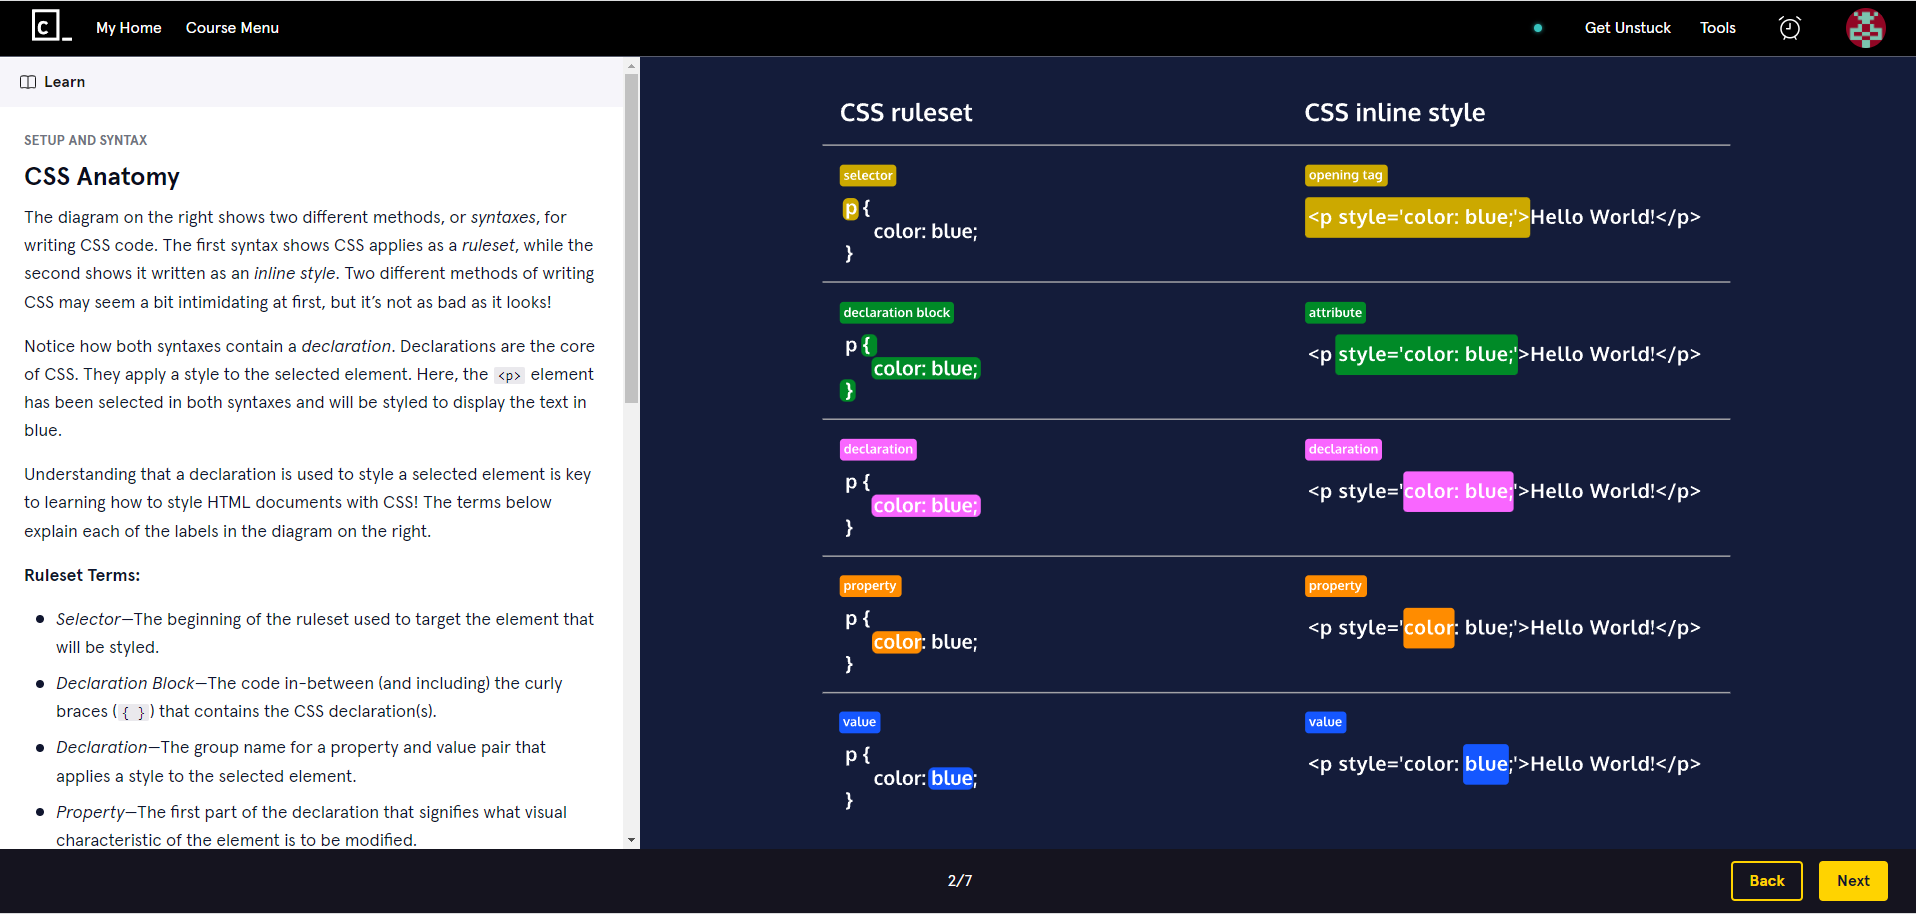 C_ My Home Course Menu Get Unstuck Tools
Learn
SETUP AND SYNTAX
CSS Anatomy
The diagram on the right shows two different methods, or syntaxes, for
writing CSS code. The first syntax shows CSS applies as a ruleset, while the
second shows it written as an inline style. Two different methods of writing
CSS may seem a bit intimidating at first, but it’s not as bad as it looks!
Notice how both syntaxes contain a declaration. Declarations are the core
of CSS. They apply a style to the selected element. Here, the <p> element
has been selected in both syntaxes and will be styled to display the text in
blue.
Understanding that a declaration is used to style a selected element is key
to learning how to style HTML documents with CSS! The terms below
explain each of the labels in the diagram on the right.
Ruleset Terms:
Selector—The beginning of the ruleset used to target the element that
will be styled.
Declaration Block—The code in-between (and including) the curly
braces ( { } ) that contains the CSS declaration(s).
Declaration—The group name for a property and value pair that
applies a style to the selected element.
Property—The first part of the declaration that signifies what visual
characteristic of the element is to be modified.
CSS ruleset
selector
p {
color: blue;
}
declaration block
p {
color: blue;
}
declaration
p {
color: blue;
}
property
p {
color: blue;
}
value
p {
color: blue;
}
CSS inline style
opening tag
<p style='color: blue;'>Hello World!</p>
attribute
<p style='color: blue;'>Hello World!</p>
declaration
<p style='color: blue;'>Hello World!</p>
property
<p style='color: blue;'>Hello World!</p>
value
<p style='color: blue;'>Hello World!</p>
2/7
Back Next